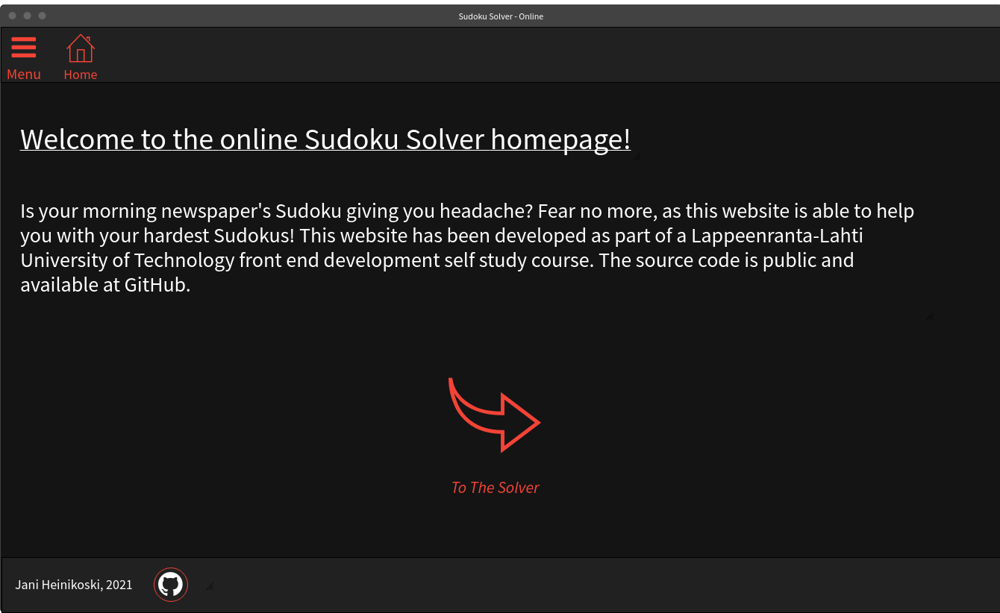 Sudoku Solver - Online
Menu
Home
Welcome to the online Sudoku Solver homepage!
Is your morning newspaper's Sudoku giving you headache? Fear no more, as this website is able to help
you with your hardest Sudokus! This website has been developed as part of a Lappeenranta-Lahti
University of Technology front end development self study course. The source code is public and
available at GitHub.
To The Solver
Jani Heinikoski, 2021